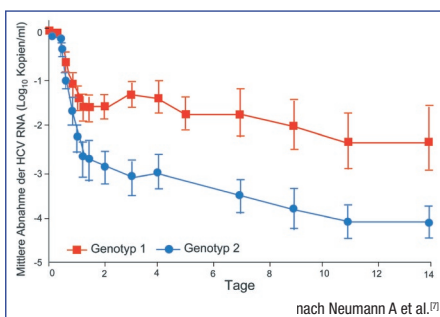 Mittlere Abnahme der HCV RNA (Log10 Kopien/ml)
0
-1
-2
-3
-4
-5
Genotyp 1
Genotyp 2
0
2
4
6
8
10
12
14
Tage
nach Neumann A et al.[7]